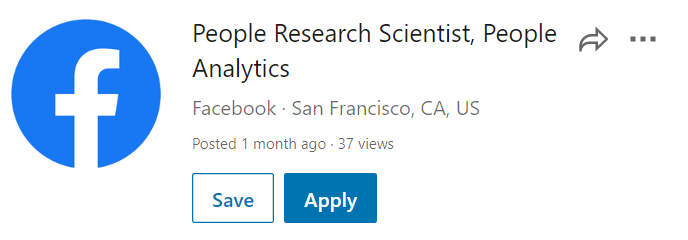 People Research Scientist, People
Analytics
Facebook · San Francisco, CA, US
Posted 1 month ago · 37 views
Save Apply